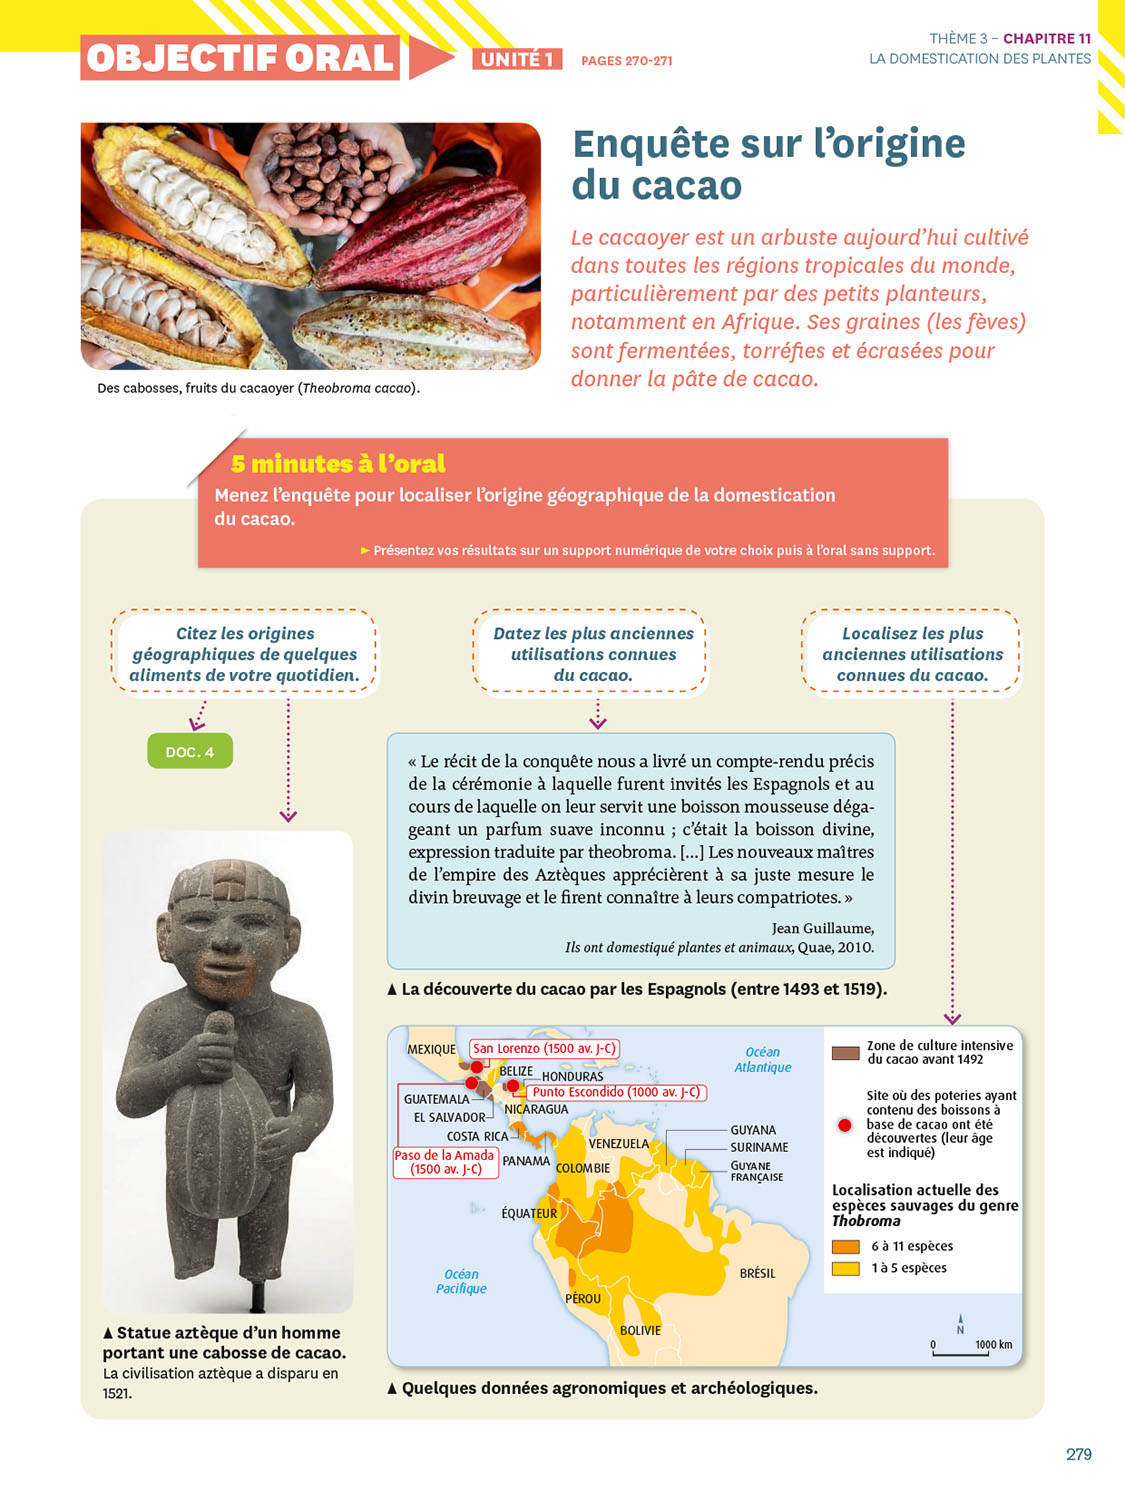 OBJECTIF ORAL
UNITÉ 1
PAGES 270-271
THÈME 3 – CHAPITRE 11
LA DOMESTICATION DES PLANTES
Enquête sur l’origine
du cacao
Le cacaoyer est un arbuste aujourd’hui cultivé
dans toutes les régions tropicales du monde,
particulièrement par des petits planteurs,
notamment en Afrique. Ses graines (les fèves)
sont fermentées, torréfies et écrasées pour
donner la pâte de cacao.
Des cabosses, fruits du cacaoyer (Theobroma cacao).
5 minutes à l’oral
Menez l’enquête pour localiser l’origine géographique de la domestication
du cacao.
► Présentez vos résultats sur un support numérique de votre choix puis à l’oral sans support.
Citez les origines
géographiques de quelques
aliments de votre quotidien.
Datez les plus anciennes
utilisations connues
du cacao.
Localisez les plus
anciennes utilisations
connues du cacao.
DOC. 4
« Le récit de la conquête nous a livré un compte-rendu précis
de la cérémonie à laquelle furent invités les Espagnols et au
cours de laquelle on leur servit une boisson mousseuse déga-
geant un parfum suave inconnu ; c’était la boisson divine,
expression traduite par theobroma. [...] Les nouveaux maîtres
de l’empire des Aztèques apprécièrent à sa juste mesure le
divin breuvage et le firent connaître à leurs compatriotes. »
Jean Guillaume,
Ils ont domestiqué plantes et animaux, Quae, 2010.
▲ La découverte du cacao par les Espagnols (entre 1493 et 1519).
MEXIQUE
San Lorenzo (1500 av. J-C)
BELIZE
HONDURAS
GUATEMALA
Punto Escondido (1000 av. J-C)
EL SALVADOR
NICARAGUA
COSTA RICA
Paso de la Amada
(1500 av. J-C)
PANAMA
COLOMBIE
VENEZUELA
GUYANA
SURINAME
GUYANE
FRANÇAISE
ÉQUATEUR
BRÉSIL
PÉROU
BOLIVIE
Océan
Atlantique
Océan
Pacifique
Zone de culture intensive
du cacao avant 1492
Site où des poteries ayant
contenu des boissons à
base de cacao ont été
découvertes (leur âge
est indiqué)
Localisation actuelle des
espèces sauvages du genre
Thobroma
6 à 11 espèces
1 à 5 espèces
N
0 1000 km
▲ Statue aztèque d’un homme
portant une cabosse de cacao.
La civilisation aztèque a disparu en
1521.
▲ Quelques données agronomiques et archéologiques.
279